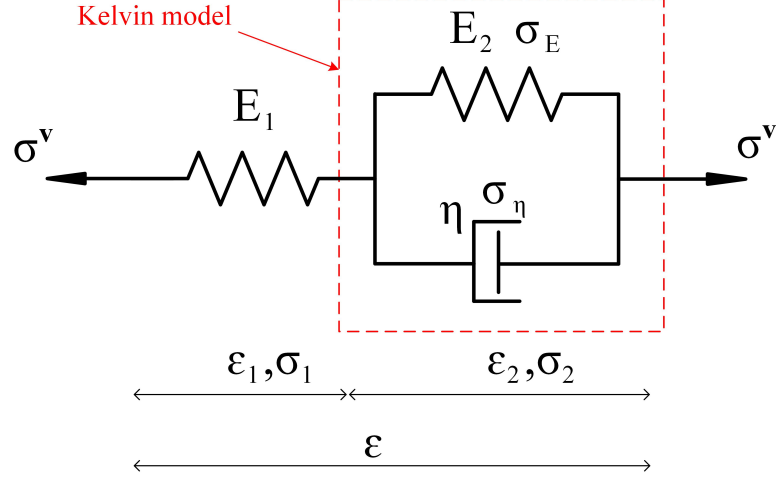 Kelvin model
E₂ σ_E
E₁
σᵛ
σᵛ
η σ_η
ε₁,σ₁
ε₂,σ₂
ε